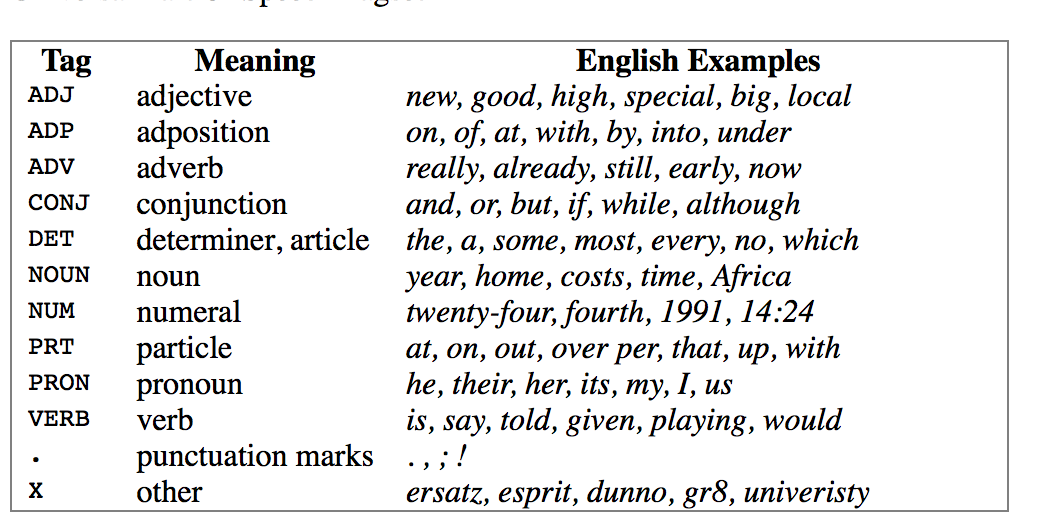 Tag Meaning English Examples
ADJ adjective new, good, high, special, big, local
ADP adposition on, of, at, with, by, into, under
ADV adverb really, already, still, early, now
CONJ conjunction and, or, but, if, while, although
DET determiner, article the, a, some, most, every, no, which
NOUN noun year, home, costs, time, Africa
NUM numeral twenty-four, fourth, 1991, 14:24
PRT particle at, on, out, over per, that, up, with
PRON pronoun he, their, her, its, my, I, us
VERB verb is, say, told, given, playing, would
. punctuation marks . , ; !
X other ersatz, esprit, dunno, gr8, univeristy